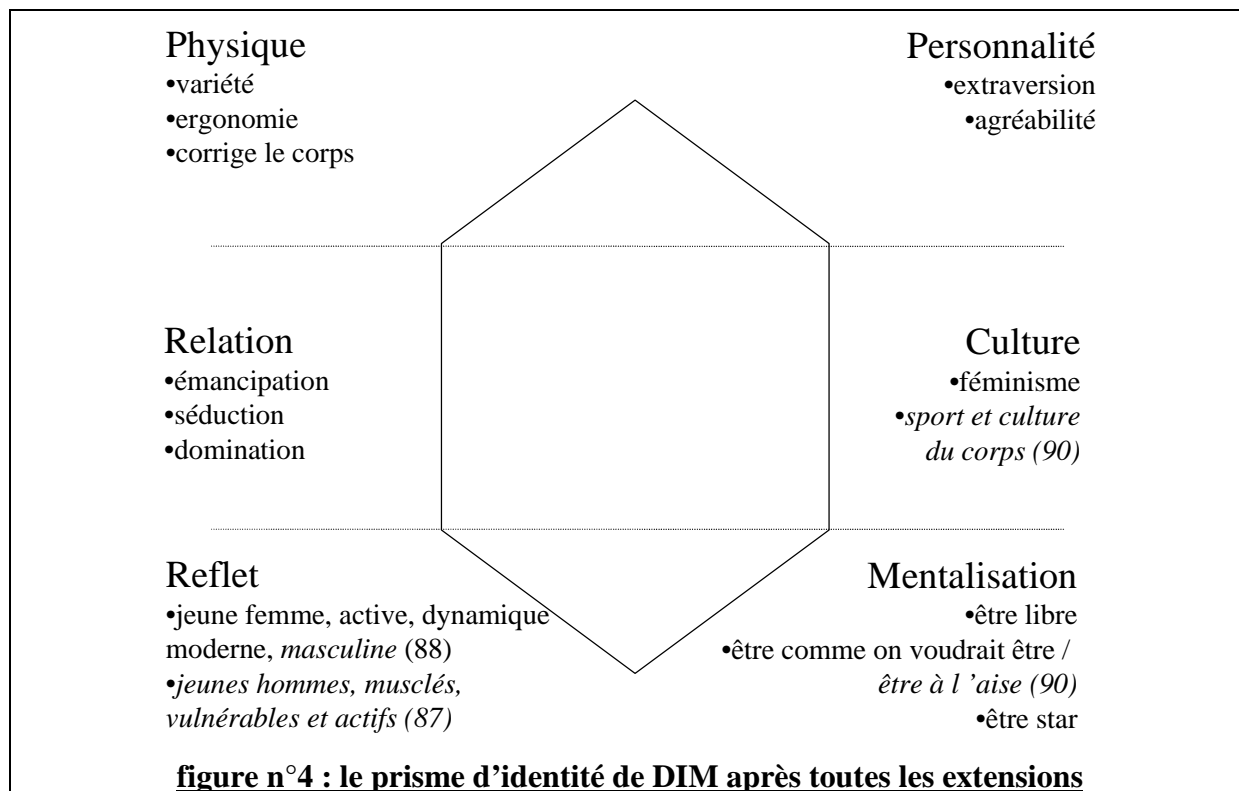 Physique
•variété
•ergonomie
•corrige le corps
Personnalité
•extraversion
•agréabilité
Relation
•émancipation
•séduction
•domination
Culture
•féminisme
•sport et culture
du corps (90)
Reflet
•jeune femme, active, dynamique
moderne, masculine (88)
•jeunes hommes, musclés,
vulnérables et actifs (87)
Mentalisation
•être libre
•être comme on voudrait être /
être à l ’aise (90)
•être star
figure n°4 : le prisme d’identité de DIM après toutes les extensions